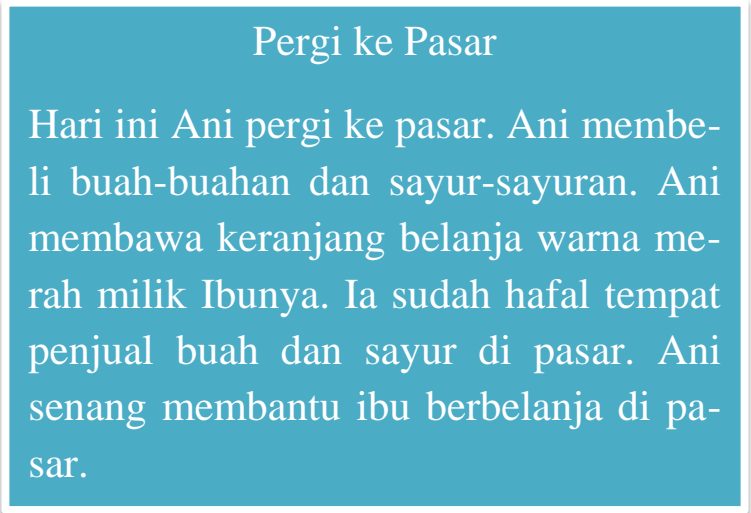 Pergi ke Pasar
Hari ini Ani pergi ke pasar. Ani membe-
li buah-buahan dan sayur-sayuran. Ani
membawa keranjang belanja warna me-
rah milik Ibunya. Ia sudah hafal tempat
penjual buah dan sayur di pasar. Ani
senang membantu ibu berbelanja di pa-
sar.